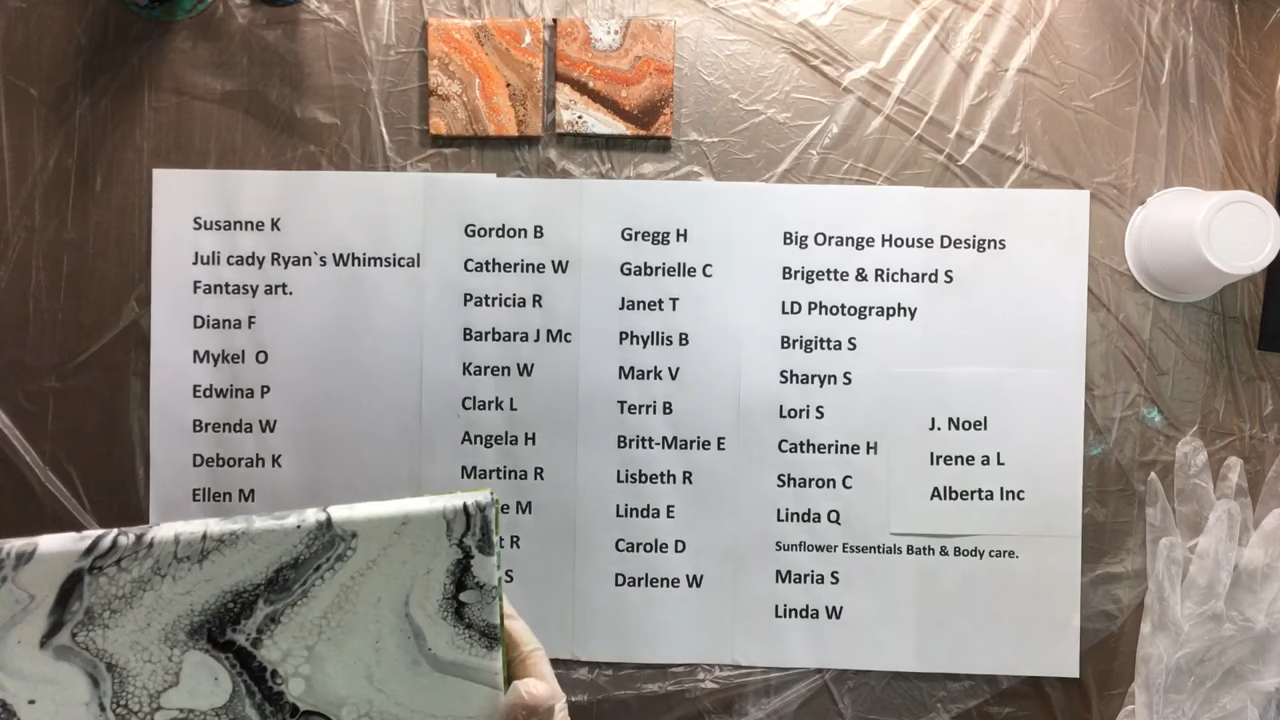 Susanne K
Juli cady Ryan`s Whimsical
Fantasy art.
Diana F
Mykel O
Edwina P
Brenda W
Deborah K
Ellen M
Gordon B
Catherine W
Patricia R
Barbara J Mc
Karen W
Clark L
Angela H
Martina R
M
R
S
Gregg H
Gabrielle C
Janet T
Phyllis B
Mark V
Terri B
Britt-Marie E
Lisbeth R
Linda E
Carole D
Darlene W
Big Orange House Designs
Brigette & Richard S
LD Photography
Brigitta S
Sharyn S
Lori S
Catherine H
Sharon C
Linda Q
Sunflower Essentials Bath & Body care.
Maria S
Linda W
J. Noel
Irene a L
Alberta Inc